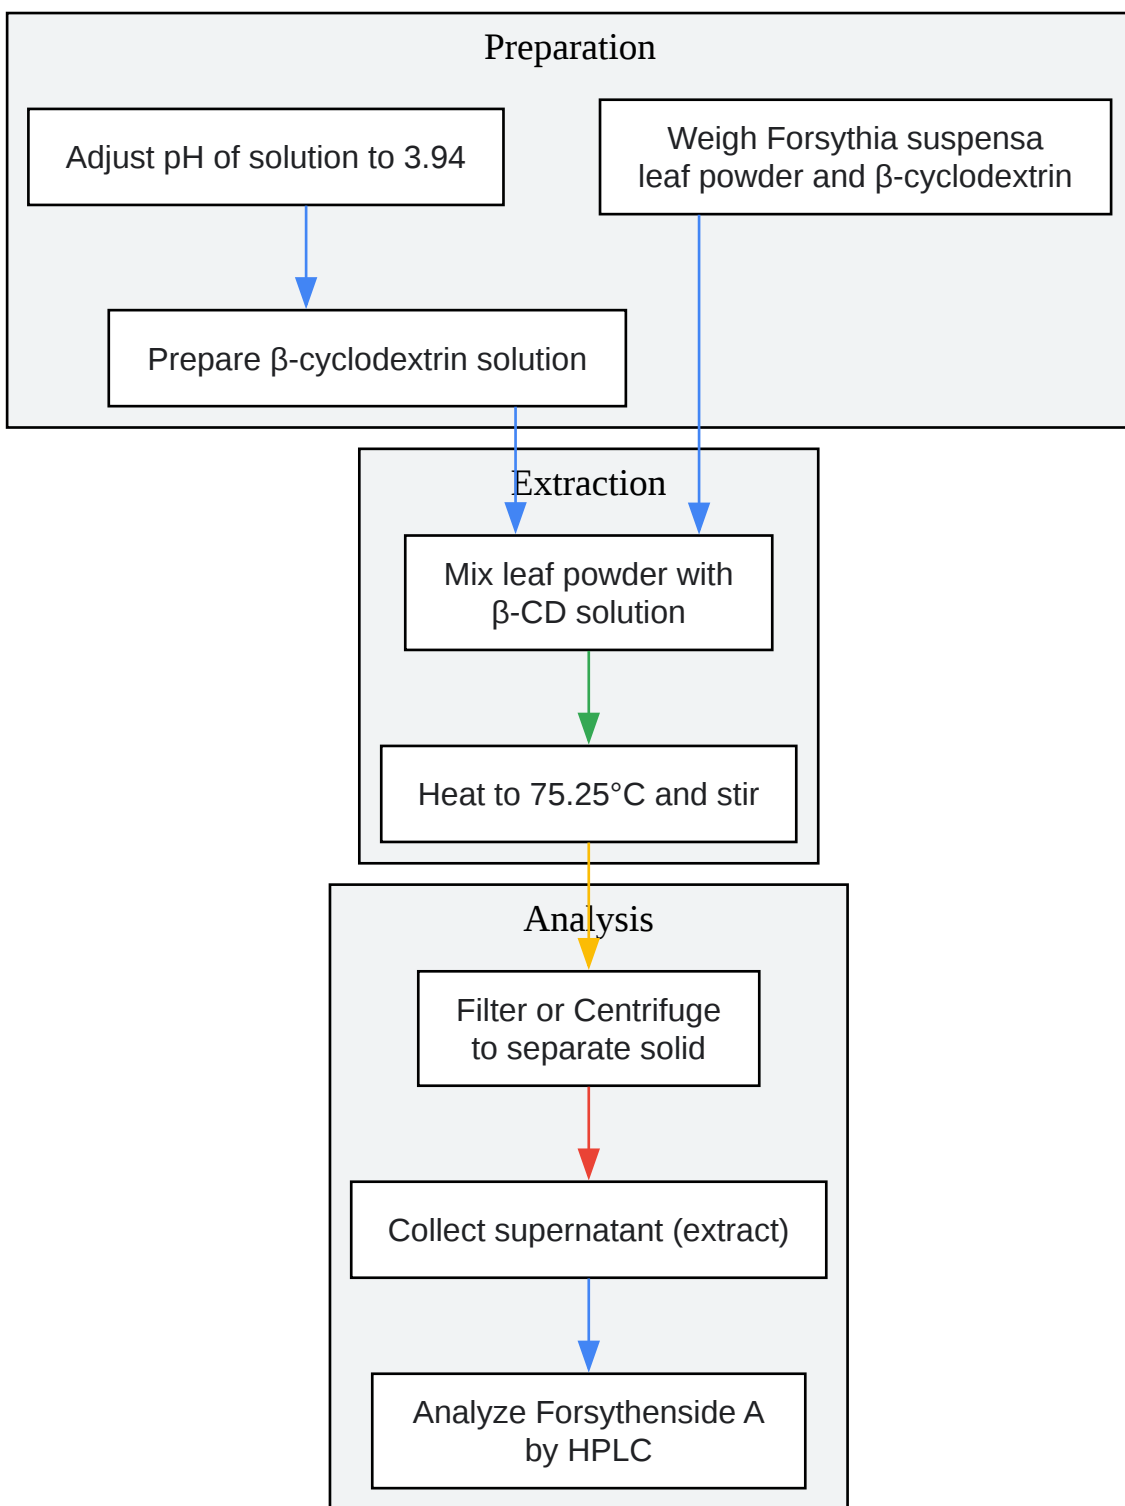 Preparation
Adjust pH of solution to 3.94
Weigh Forsythia suspensa
leaf powder and β-cyclodextrin
Prepare β-cyclodextrin solution
Extraction
Mix leaf powder with
β-CD solution
Heat to 75.25°C and stir
Analysis
Filter or Centrifuge
to separate solid
Collect supernatant (extract)
Analyze Forsythenside A
by HPLC